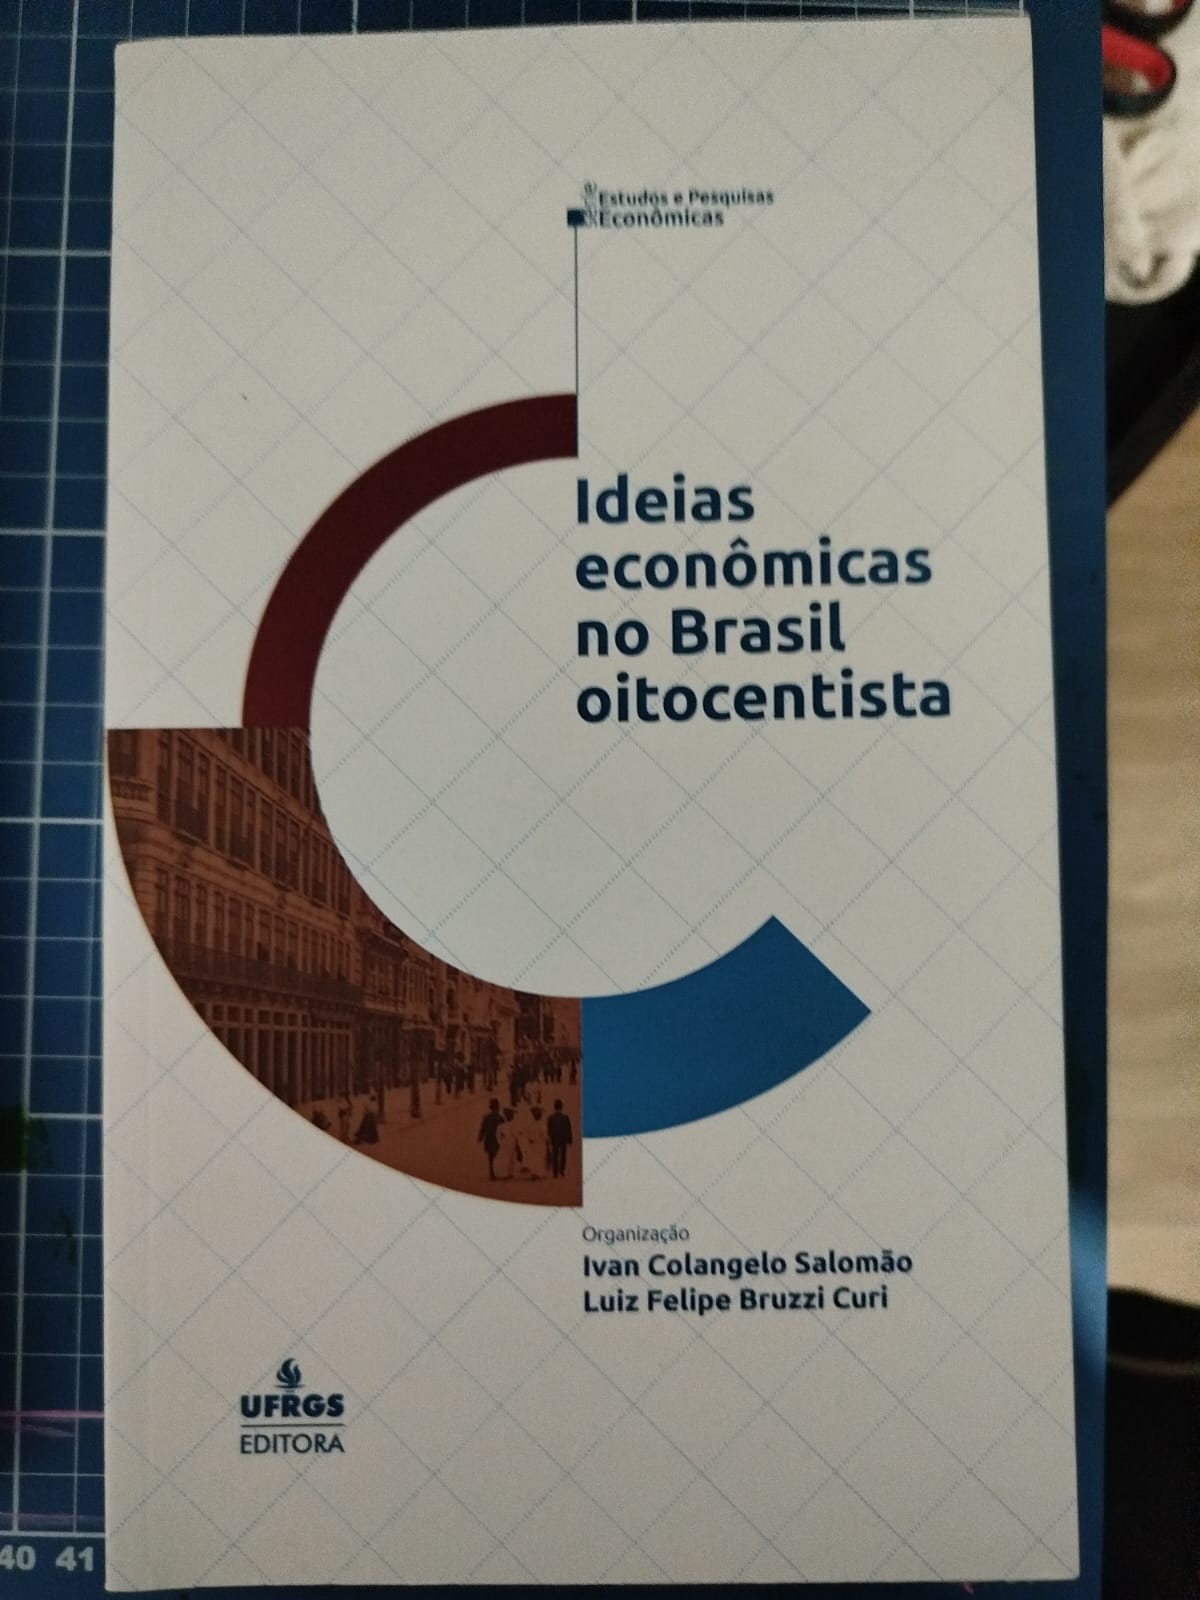 Estudos e Pesquisas
Econômicas
Ideias
econômicas
no Brasil
oitocentista
Organização
Ivan Colangelo Salomão
Luiz Felipe Bruzzi Curi
UFRGS
EDITORA
40 41